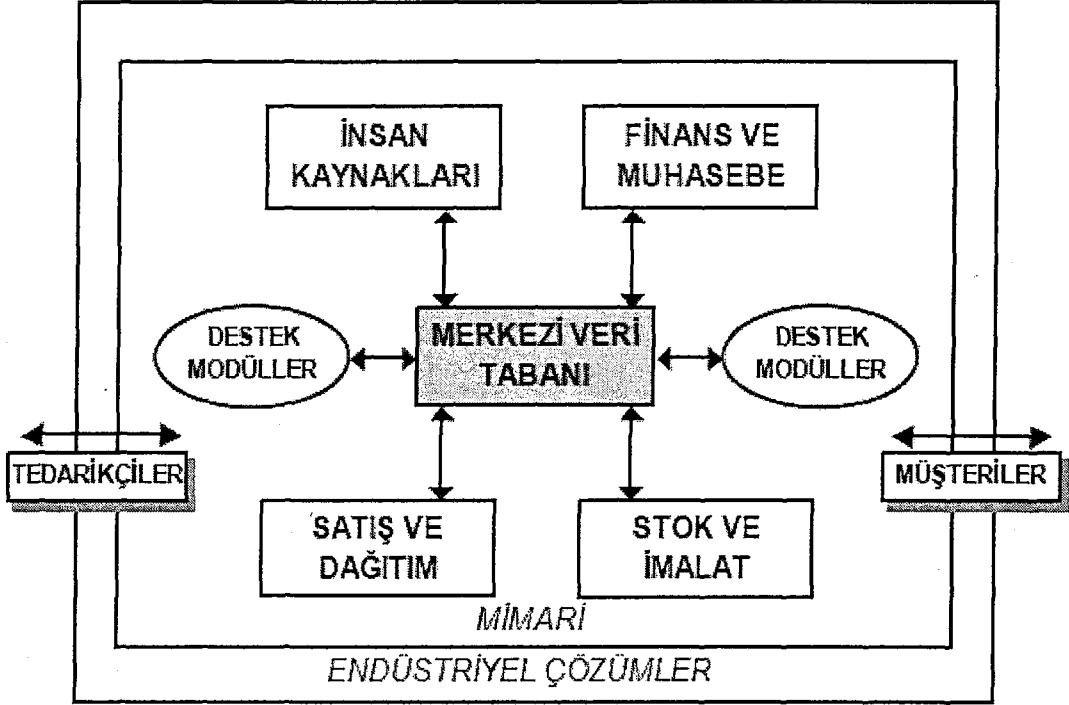 İNSAN
KAYNAKLARI
FİNANS VE
MUHASEBE
DESTEK
MODÜLLER
MERKEZİ VERİ
TABANI
DESTEK
MODÜLLER
TEDARİKÇİLER
MÜŞTERİLER
SATIŞ VE
DAĞITIM
STOK VE
İMALAT
MİMARİ
ENDÜSTRİYEL ÇÖZÜMLER